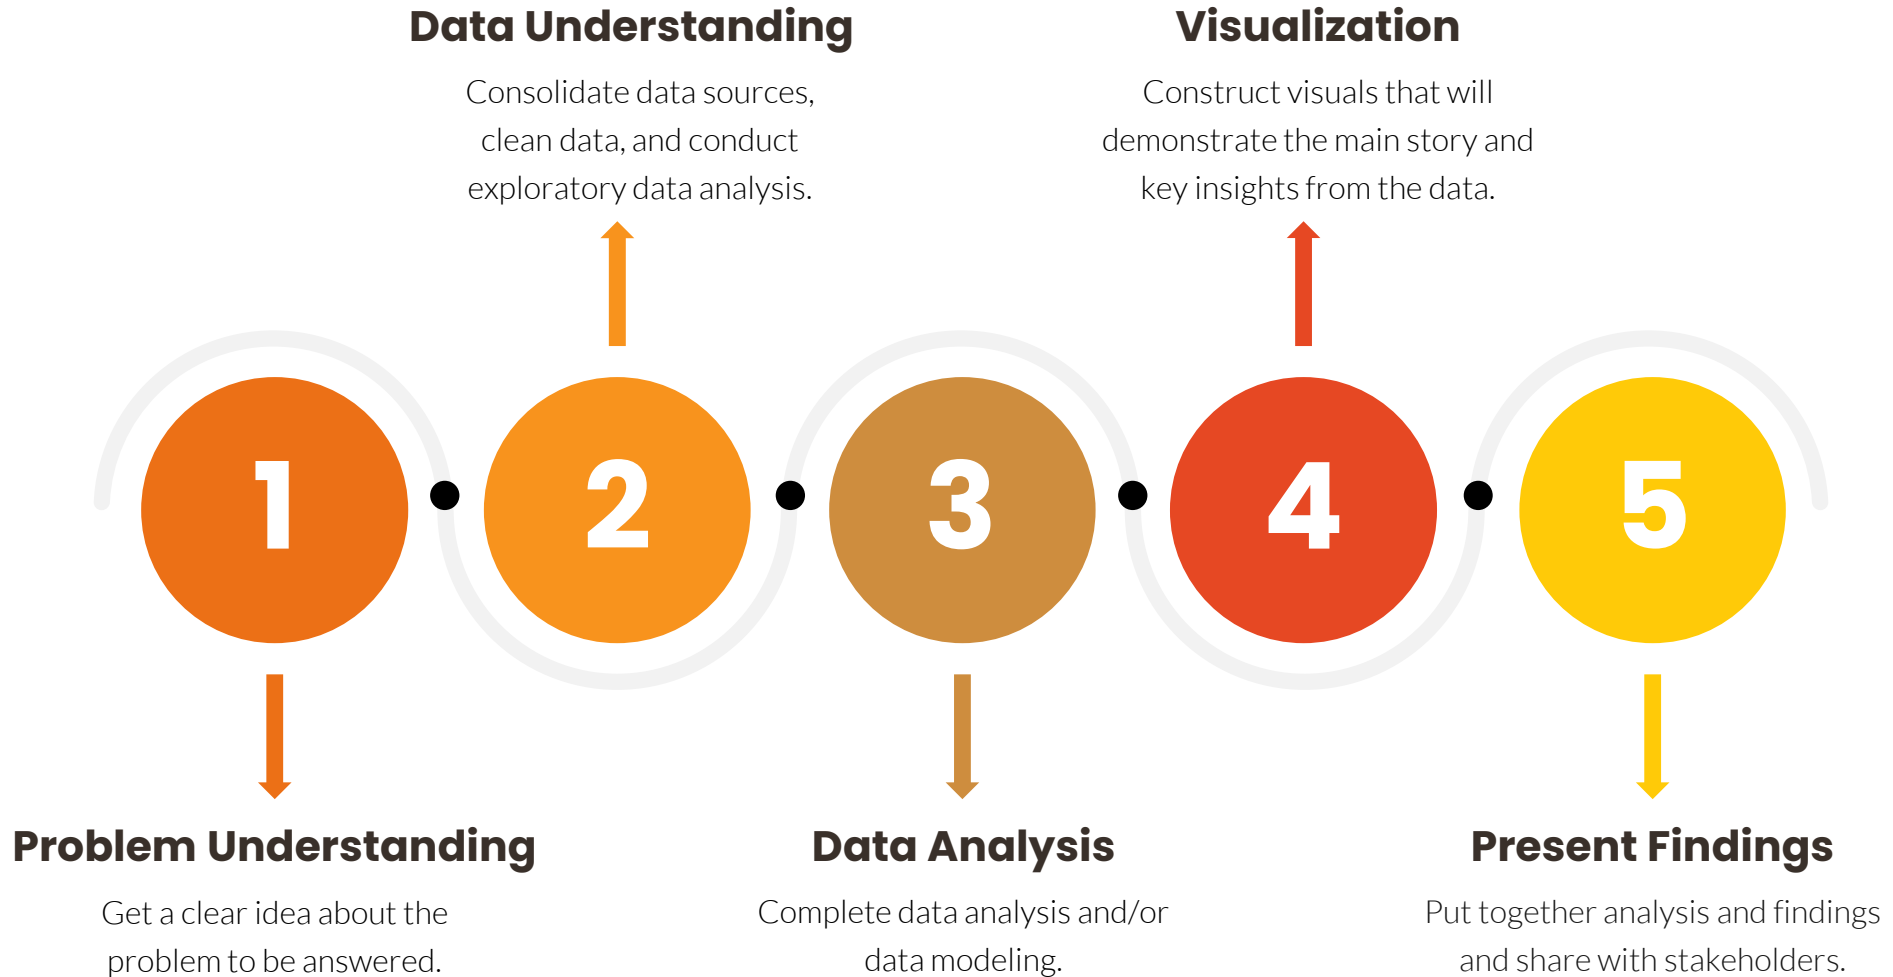 Data Understanding
Consolidate data sources,
clean data, and conduct
exploratory data analysis.
Visualization
Construct visuals that will
demonstrate the main story and
key insights from the data.
1
2
3
4
5
Problem Understanding
Get a clear idea about the
problem to be answered.
Data Analysis
Complete data analysis and/or
data modeling.
Present Findings
Put together analysis and findings
and share with stakeholders.